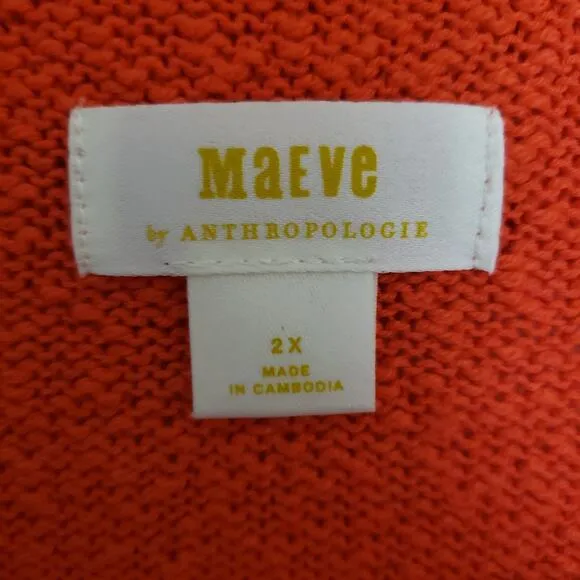 MaEVe
by ANTHROPOLOGIE
2X
MADE
IN CAMBODIA